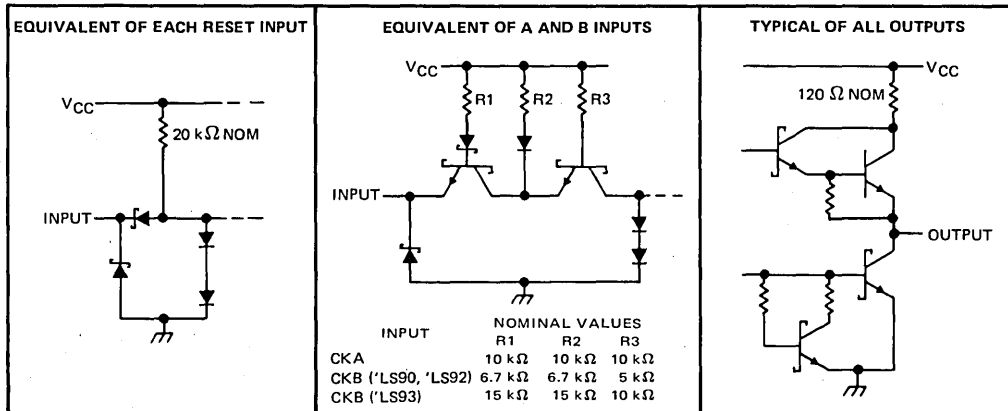 EQUIVALENT OF EACH RESET INPUT
VCC
20 kΩ NOM
INPUT
EQUIVALENT OF A AND B INPUTS
VCC
R1
R2
R3
INPUT
INPUT
NOMINAL VALUES
R1 R2 R3
CKA 10 kΩ 10 kΩ 10 kΩ
CKB ('LS90, 'LS92) 6.7 kΩ 6.7 kΩ 5 kΩ
CKB ('LS93) 15 kΩ 15 kΩ 10 kΩ
TYPICAL OF ALL OUTPUTS
VCC
120 Ω NOM
OUTPUT